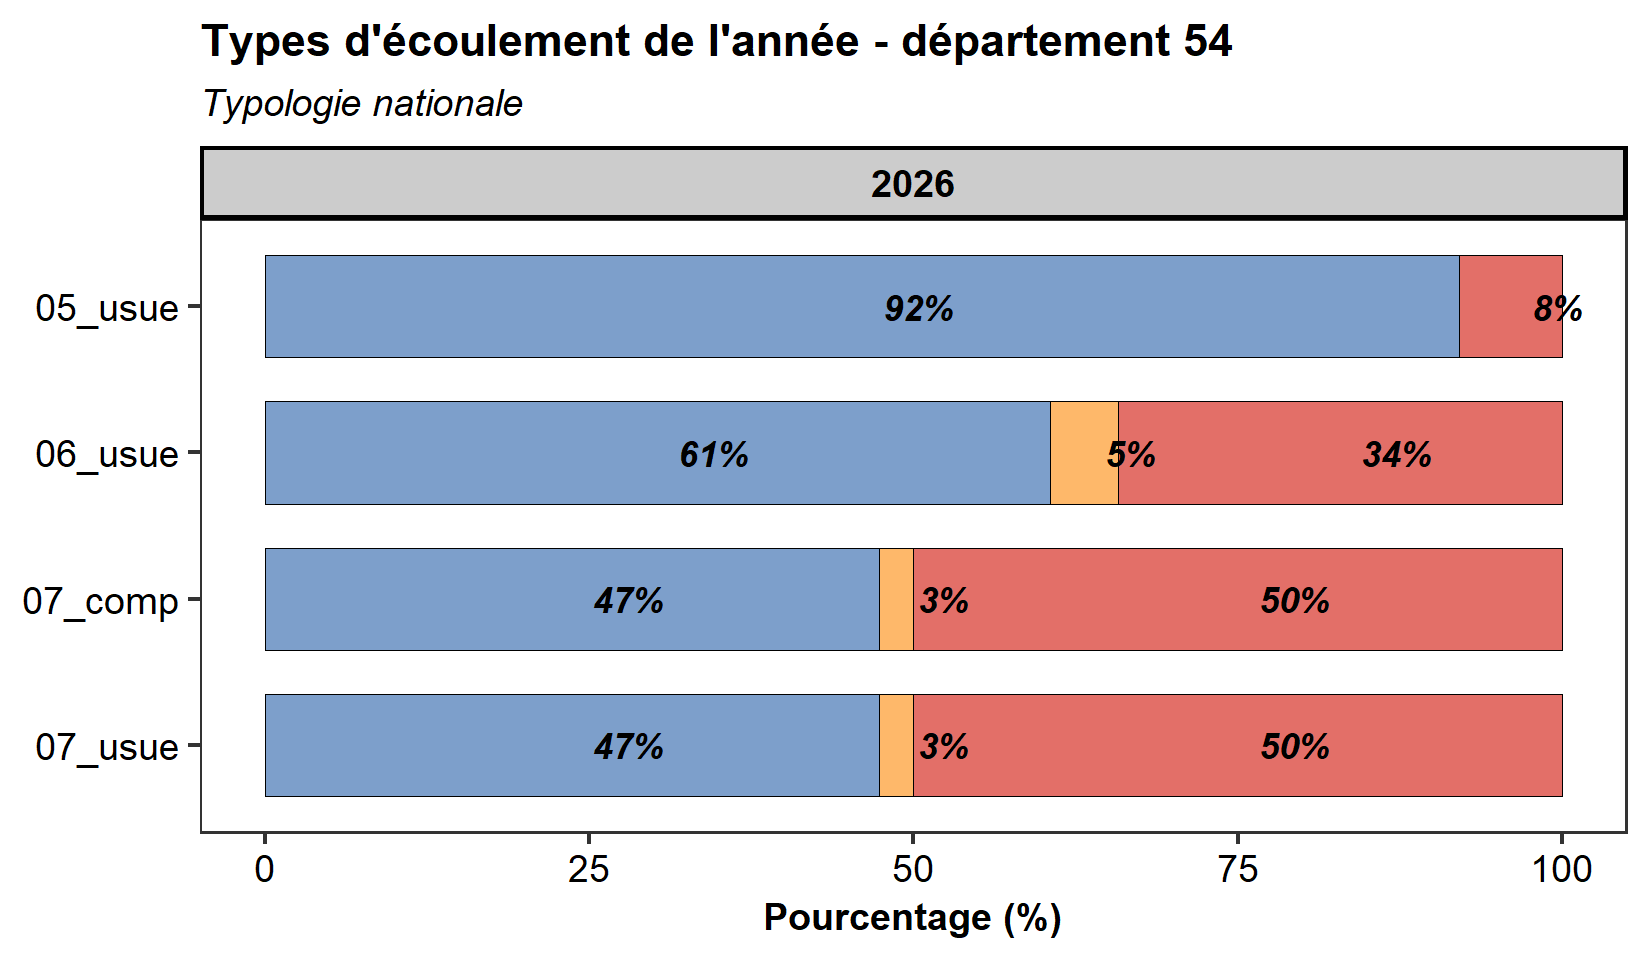 Types d'écoulement de l'année - département 54
Typologie nationale
2026
05_usue 92% 8%
06_usue 61% 5% 34%
07_comp 47% 3% 50%
07_usue 47% 3% 50%
0 25 50 75 100
Pourcentage (%)